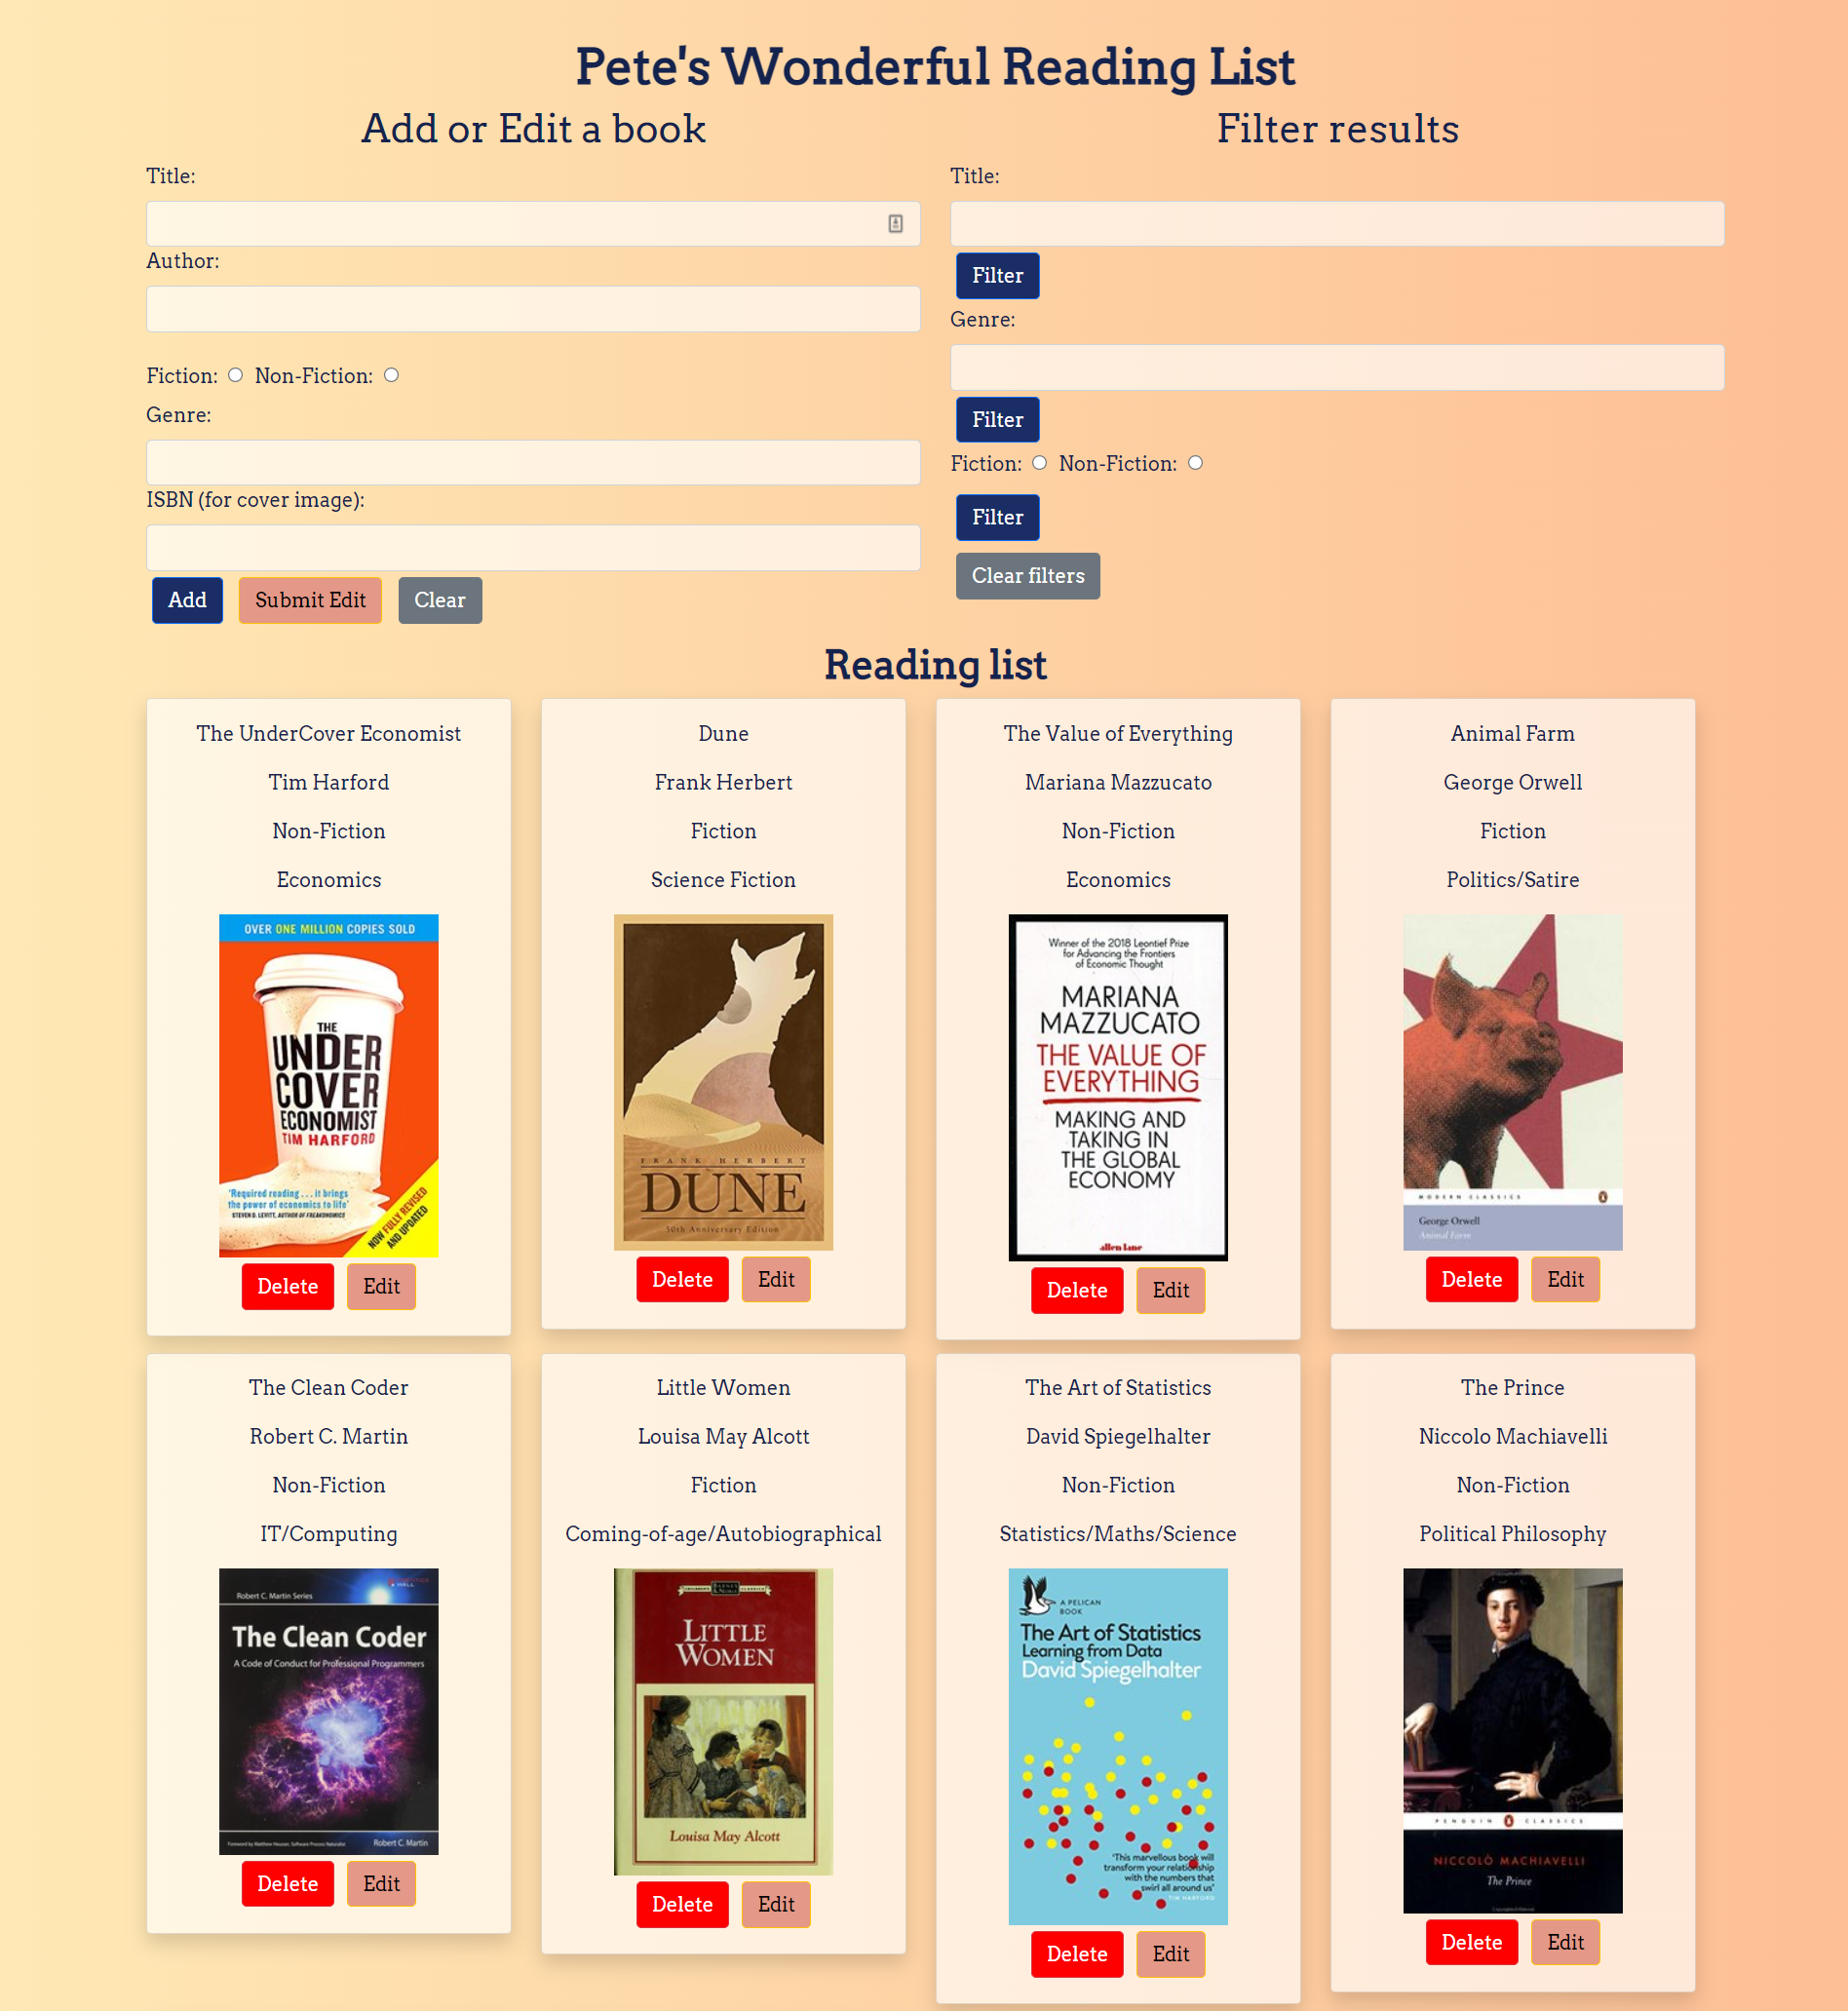 Pete's Wonderful Reading List
Add or Edit a book
Title:
Author:
Fiction:
Non-Fiction:
Genre:
ISBN (for cover image):
Add
Submit Edit
Clear
Filter results
Title:
Filter
Genre:
Filter
Fiction:
Non-Fiction:
Filter
Clear filters
Reading list
The UnderCover Economist
Tim Harford
Non-Fiction
Economics
OVER ONE MILLION COPIES SOLD
THE
UNDER
COVER
ECONOMIST
TIM HARFORD
'Required reading . . . it brings
the power of economics to life'
STEVEN D. LEVITT, AUTHOR OF FREAKONOMICS
NOW FULLY REVISED
AND UPDATED
Delete
Edit
Dune
Frank Herbert
Fiction
Science Fiction
FRANK HERBERT
DUNE
50th Anniversary Edition
Delete
Edit
The Value of Everything
Mariana Mazzucato
Non-Fiction
Economics
Winner of the 2018 Leontief Prize
for Advancing the Frontiers
of Economic Thought
MARIANA
MAZZUCATO
THE VALUE OF
EVERYTHING
MAKING AND
TAKING IN
THE GLOBAL
ECONOMY
allen lane
Delete
Edit
Animal Farm
George Orwell
Fiction
Politics/Satire
MODERN CLASSICS
George Orwell
Animal Farm
Delete
Edit
The Clean Coder
Robert C. Martin
Non-Fiction
IT/Computing
Robert C. Martin Series
The Clean Coder
A Code of Conduct for Professional Programmers
Robert C. Martin
Delete
Edit
Little Women
Louisa May Alcott
Fiction
Coming-of-age/Autobiographical
LITTLE
WOMEN
Louisa May Alcott
Delete
Edit
The Art of Statistics
David Spiegelhalter
Non-Fiction
Statistics/Maths/Science
A PELICAN
BOOK
The Art of Statistics
Learning from Data
David Spiegelhalter
'This marvellous book will
transform your relationship
with the numbers that
swirl all around us'
TIM HARFORD
Delete
Edit
The Prince
Niccolo Machiavelli
Non-Fiction
Political Philosophy
PENGUIN CLASSICS
NICCOLÒ MACHIAVELLI
The Prince
Delete
Edit